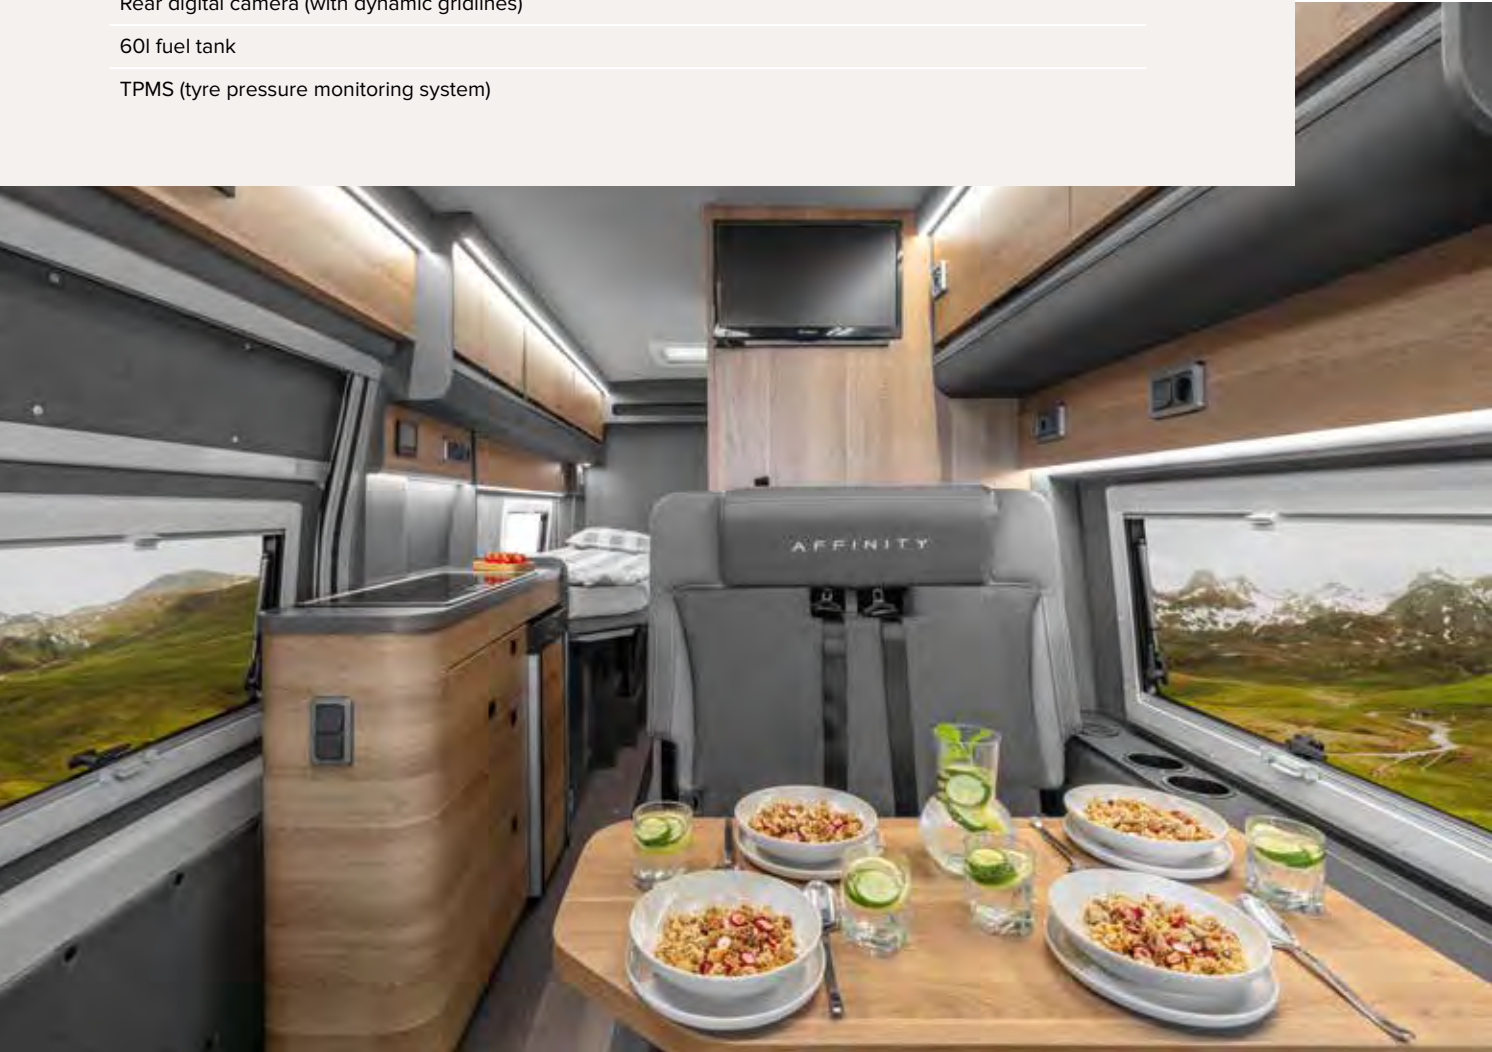 Rear digital camera (with dynamic gridlines)
60l fuel tank
TPMS (tyre pressure monitoring system)
AFFINITY